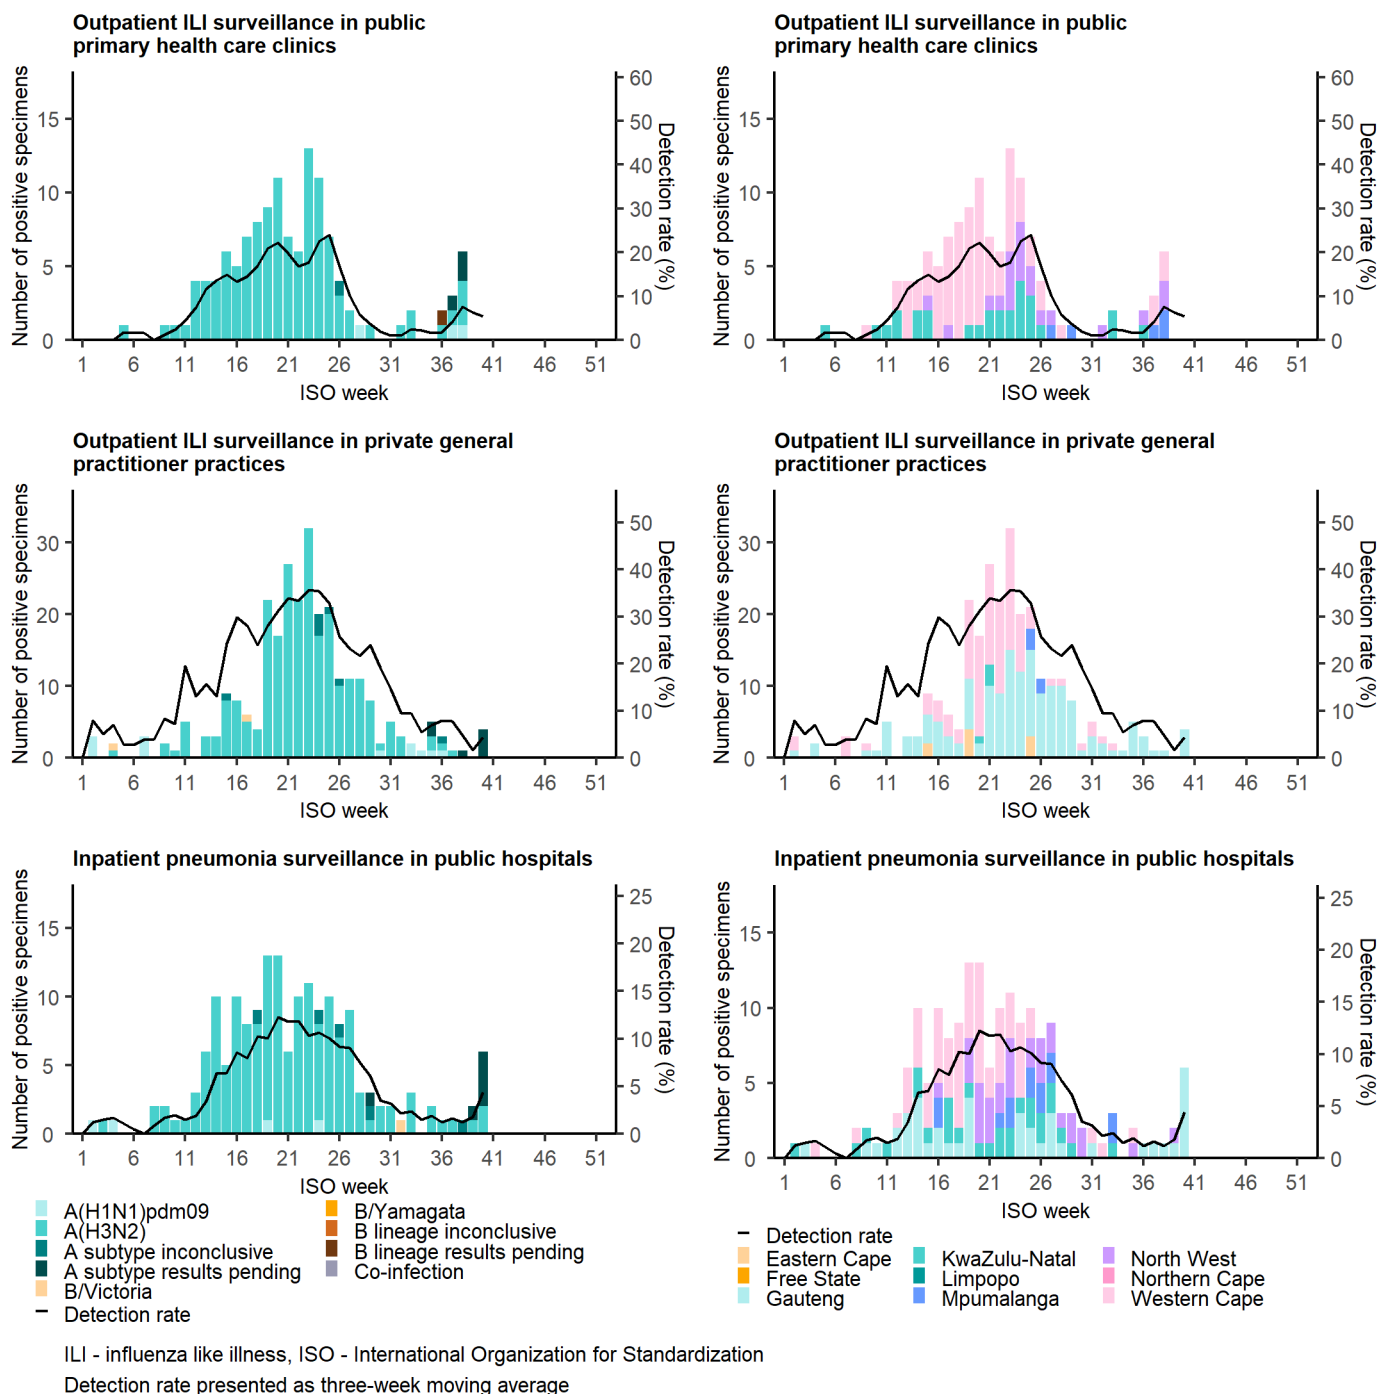 Outpatient ILI surveillance in public
primary health care clinics
Number of positive specimens
0
5
10
15
0
10
20
30
40
50
60
Detection rate (%)
1 6 11 16 21 26 31 36 41 46 51
ISO week
Outpatient ILI surveillance in public
primary health care clinics
Number of positive specimens
0
5
10
15
0
10
20
30
40
50
60
Detection rate (%)
1 6 11 16 21 26 31 36 41 46 51
ISO week
Outpatient ILI surveillance in private general
practitioner practices
Number of positive specimens
0
10
20
30
0
10
20
30
40
50
Detection rate (%)
1 6 11 16 21 26 31 36 41 46 51
ISO week
Outpatient ILI surveillance in private general
practitioner practices
Number of positive specimens
0
10
20
30
0
10
20
30
40
50
Detection rate (%)
1 6 11 16 21 26 31 36 41 46 51
ISO week
Inpatient pneumonia surveillance in public hospitals
Number of positive specimens
0
5
10
15
0
5
10
15
20
25
Detection rate (%)
1 6 11 16 21 26 31 36 41 46 51
ISO week
A(H1N1)pdm09
A(H3N2)
A subtype inconclusive
A subtype results pending
B/Victoria
Detection rate
B/Yamagata
B lineage inconclusive
B lineage results pending
Co-infection
Inpatient pneumonia surveillance in public hospitals
Number of positive specimens
0
5
10
15
0
5
10
15
20
25
Detection rate (%)
1 6 11 16 21 26 31 36 41 46 51
ISO week
Detection rate
Eastern Cape
Free State
Gauteng
KwaZulu-Natal
Limpopo
Mpumalanga
North West
Northern Cape
Western Cape
ILI - influenza like illness, ISO - International Organization for Standardization
Detection rate presented as three-week moving average